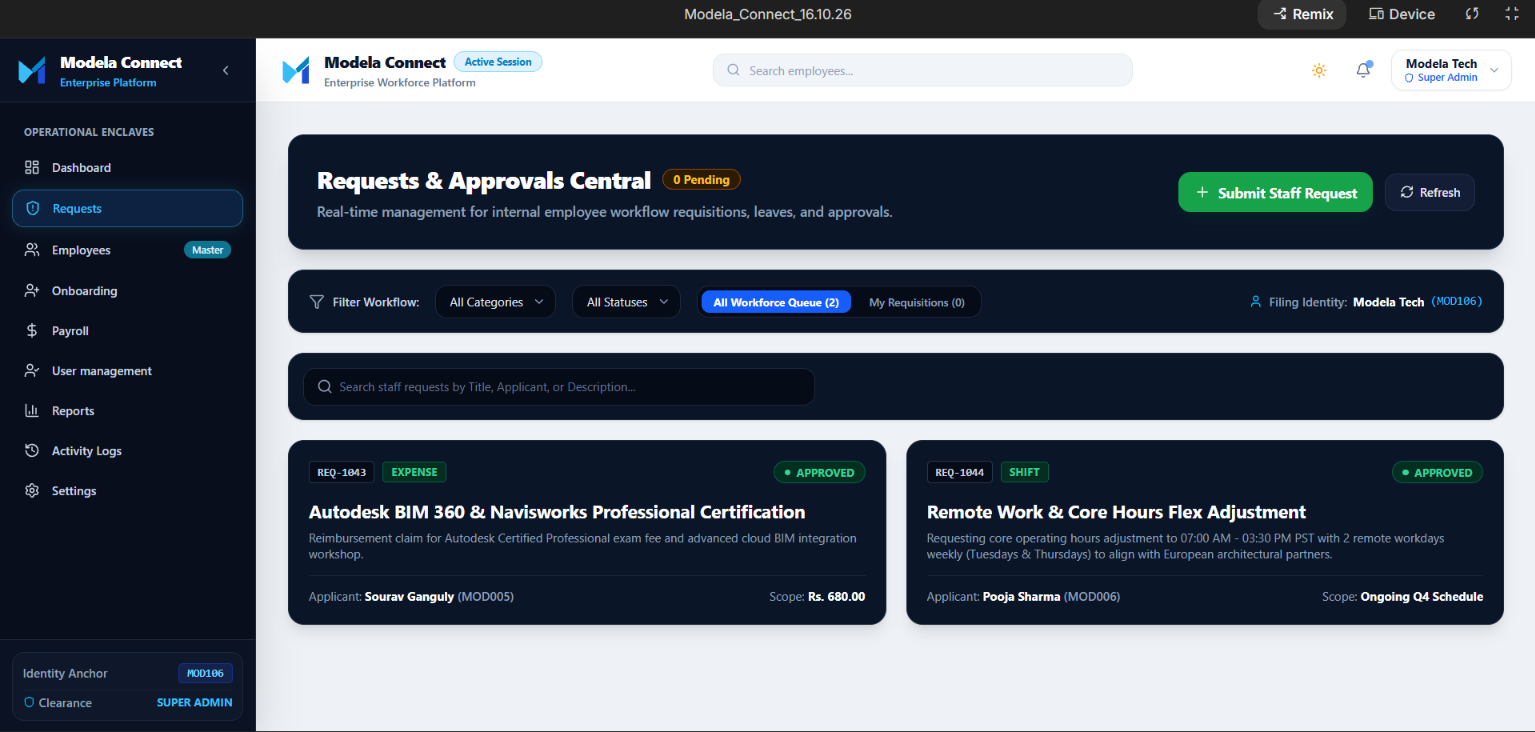 Modela_Connect_16.10.26
Remix
Device
Modela Connect
Enterprise Platform
Modela Connect
Active Session
Enterprise Workforce Platform
Search employees...
Modela Tech
Super Admin
OPERATIONAL ENCLAVES
Dashboard
Requests
Employees
Master
Onboarding
Payroll
User management
Reports
Activity Logs
Settings
Identity Anchor
MOD106
Clearance
SUPER ADMIN
Requests & Approvals Central
0 Pending
Real-time management for internal employee workflow requisitions, leaves, and approvals.
+ Submit Staff Request
Refresh
Filter Workflow:
All Categories
All Statuses
All Workforce Queue (2)
My Requisitions (0)
Filing Identity: Modela Tech (MOD106)
Search staff requests by Title, Applicant, or Description...
REQ-1043
EXPENSE
APPROVED
Autodesk BIM 360 & Navisworks Professional Certification
Reimbursement claim for Autodesk Certified Professional exam fee and advanced cloud BIM integration
workshop.
Applicant: Sourav Ganguly (MOD005)
Scope: Rs. 680.00
REQ-1044
SHIFT
APPROVED
Remote Work & Core Hours Flex Adjustment
Requesting core operating hours adjustment to 07:00 AM - 03:30 PM PST with 2 remote workdays
weekly (Tuesdays & Thursdays) to align with European architectural partners.
Applicant: Pooja Sharma (MOD006)
Scope: Ongoing Q4 Schedule